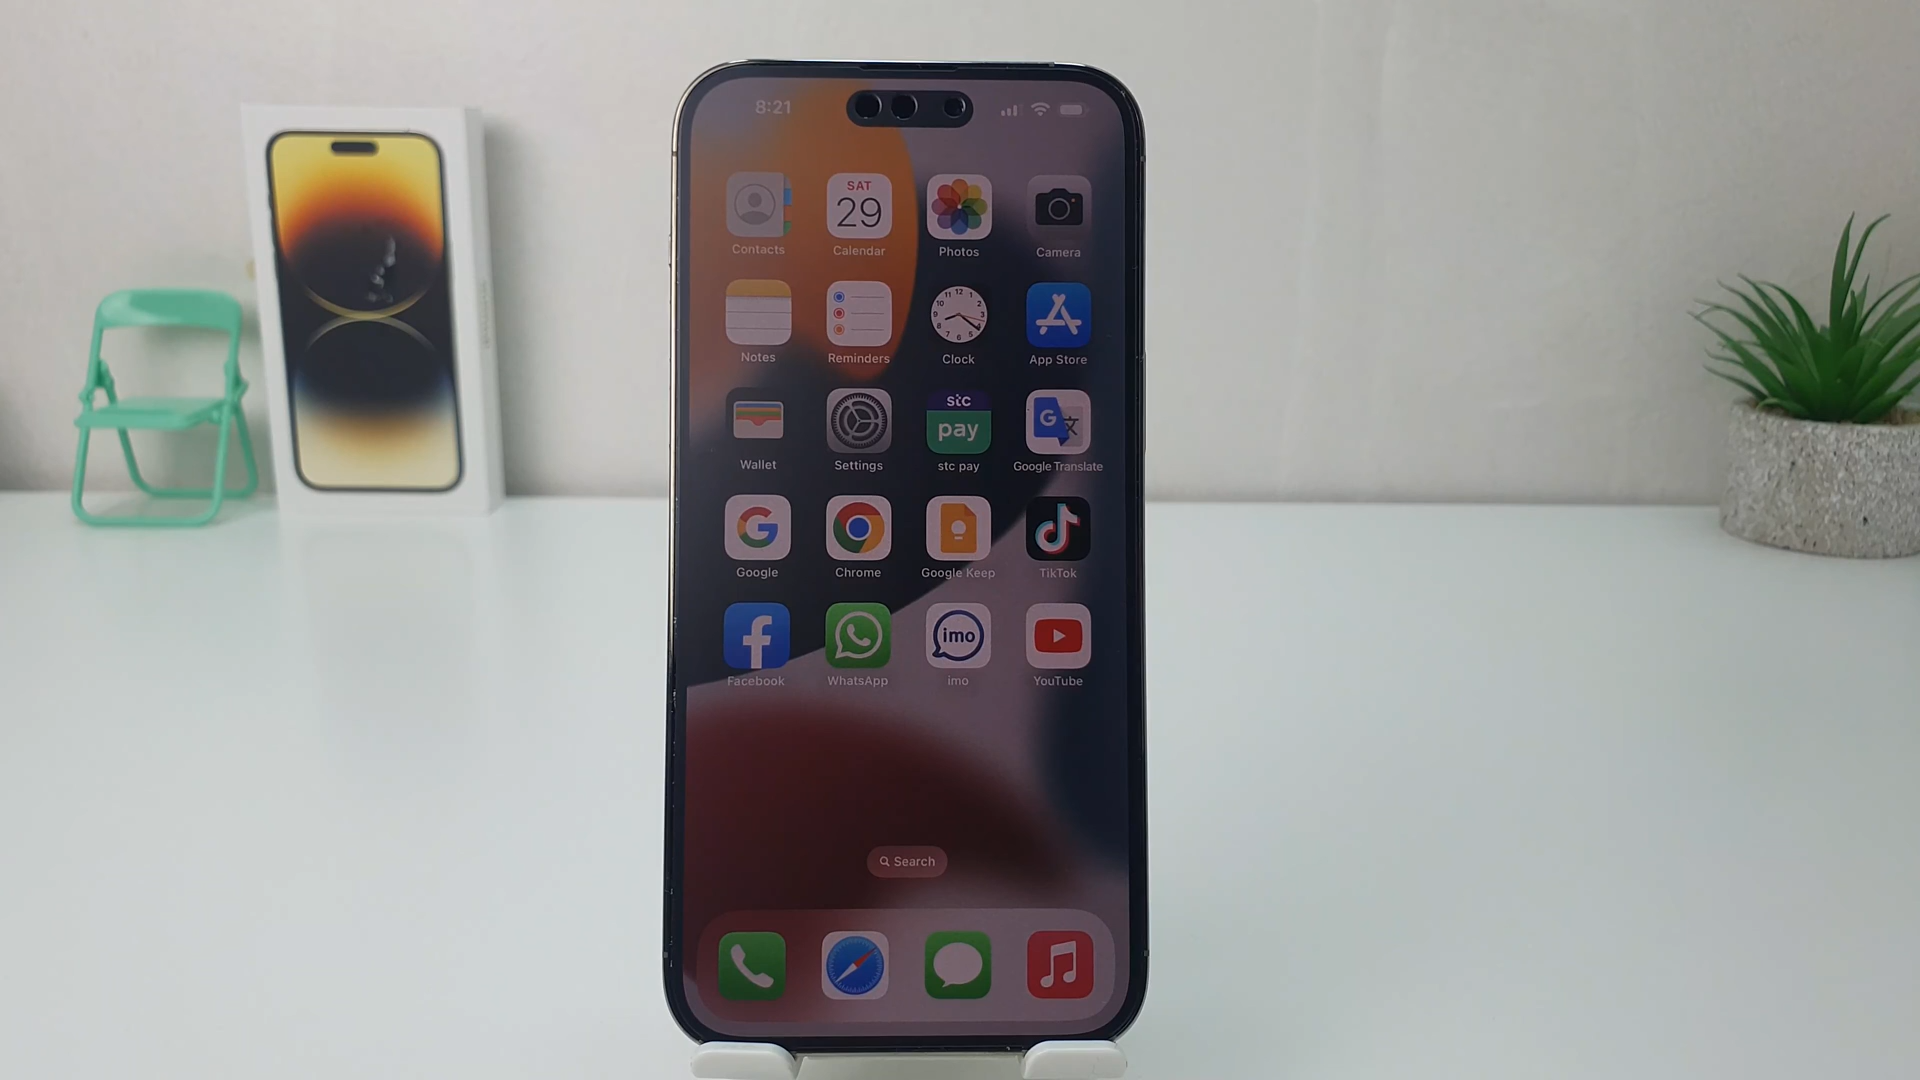 8:21
SAT
29
Contacts
Calendar
Photos
Camera
Notes
Reminders
Clock
App Store
stc
pay
Wallet
Settings
stc pay
Google Translate
Google
Chrome
Google Keep
TikTok
imo
Facebook
WhatsApp
imo
YouTube
Search